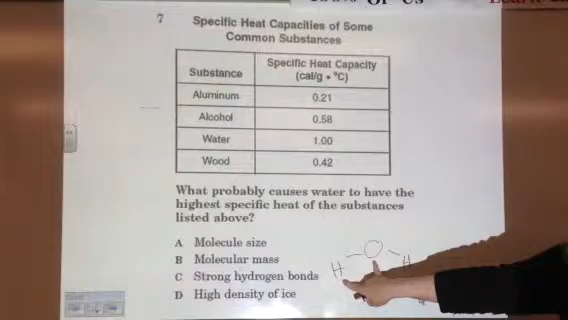 7 Specific Heat Capacities of Some
Common Substances
Substance Specific Heat Capacity
(cal/g • °C)
Aluminum 0.21
Alcohol 0.58
Water 1.00
Wood 0.42
What probably causes water to have the
highest specific heat of the substances
listed above?
A Molecule size
B Molecular mass
C Strong hydrogen bonds
D High density of ice
H O H